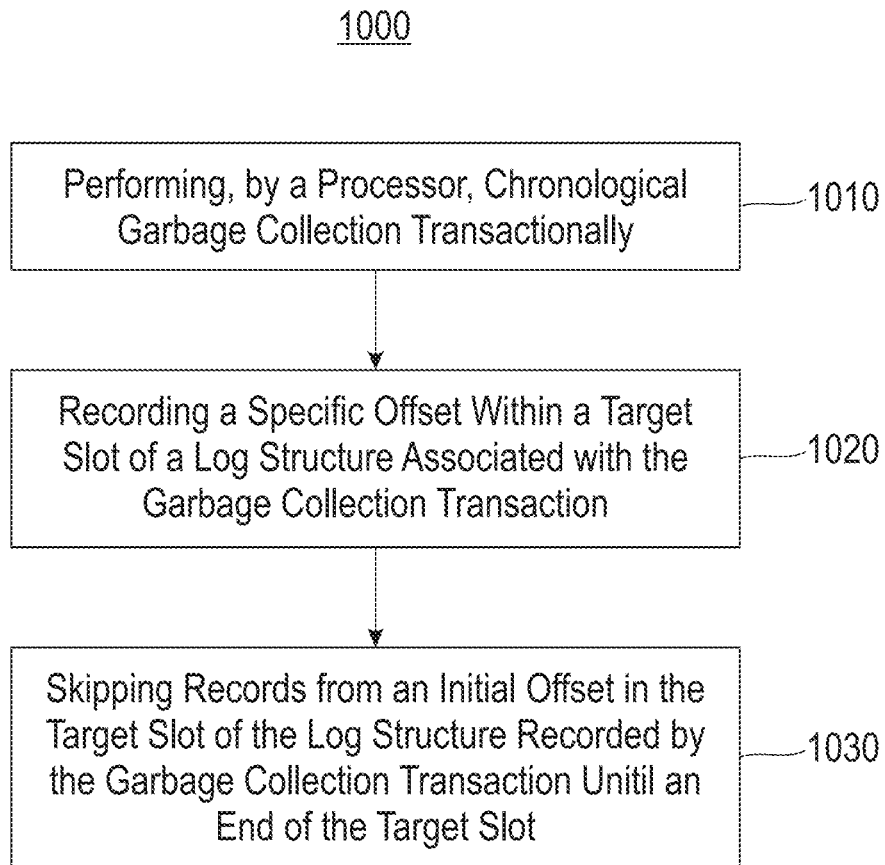 1000
Performing, by a Processor, Chronological
Garbage Collection Transactionally
1010
Recording a Specific Offset Within a Target
Slot of a Log Structure Associated with the
Garbage Collection Transaction
1020
Skipping Records from an Initial Offset in the
Target Slot of the Log Structure Recorded by
the Garbage Collection Transaction Unitil an
End of the Target Slot
1030